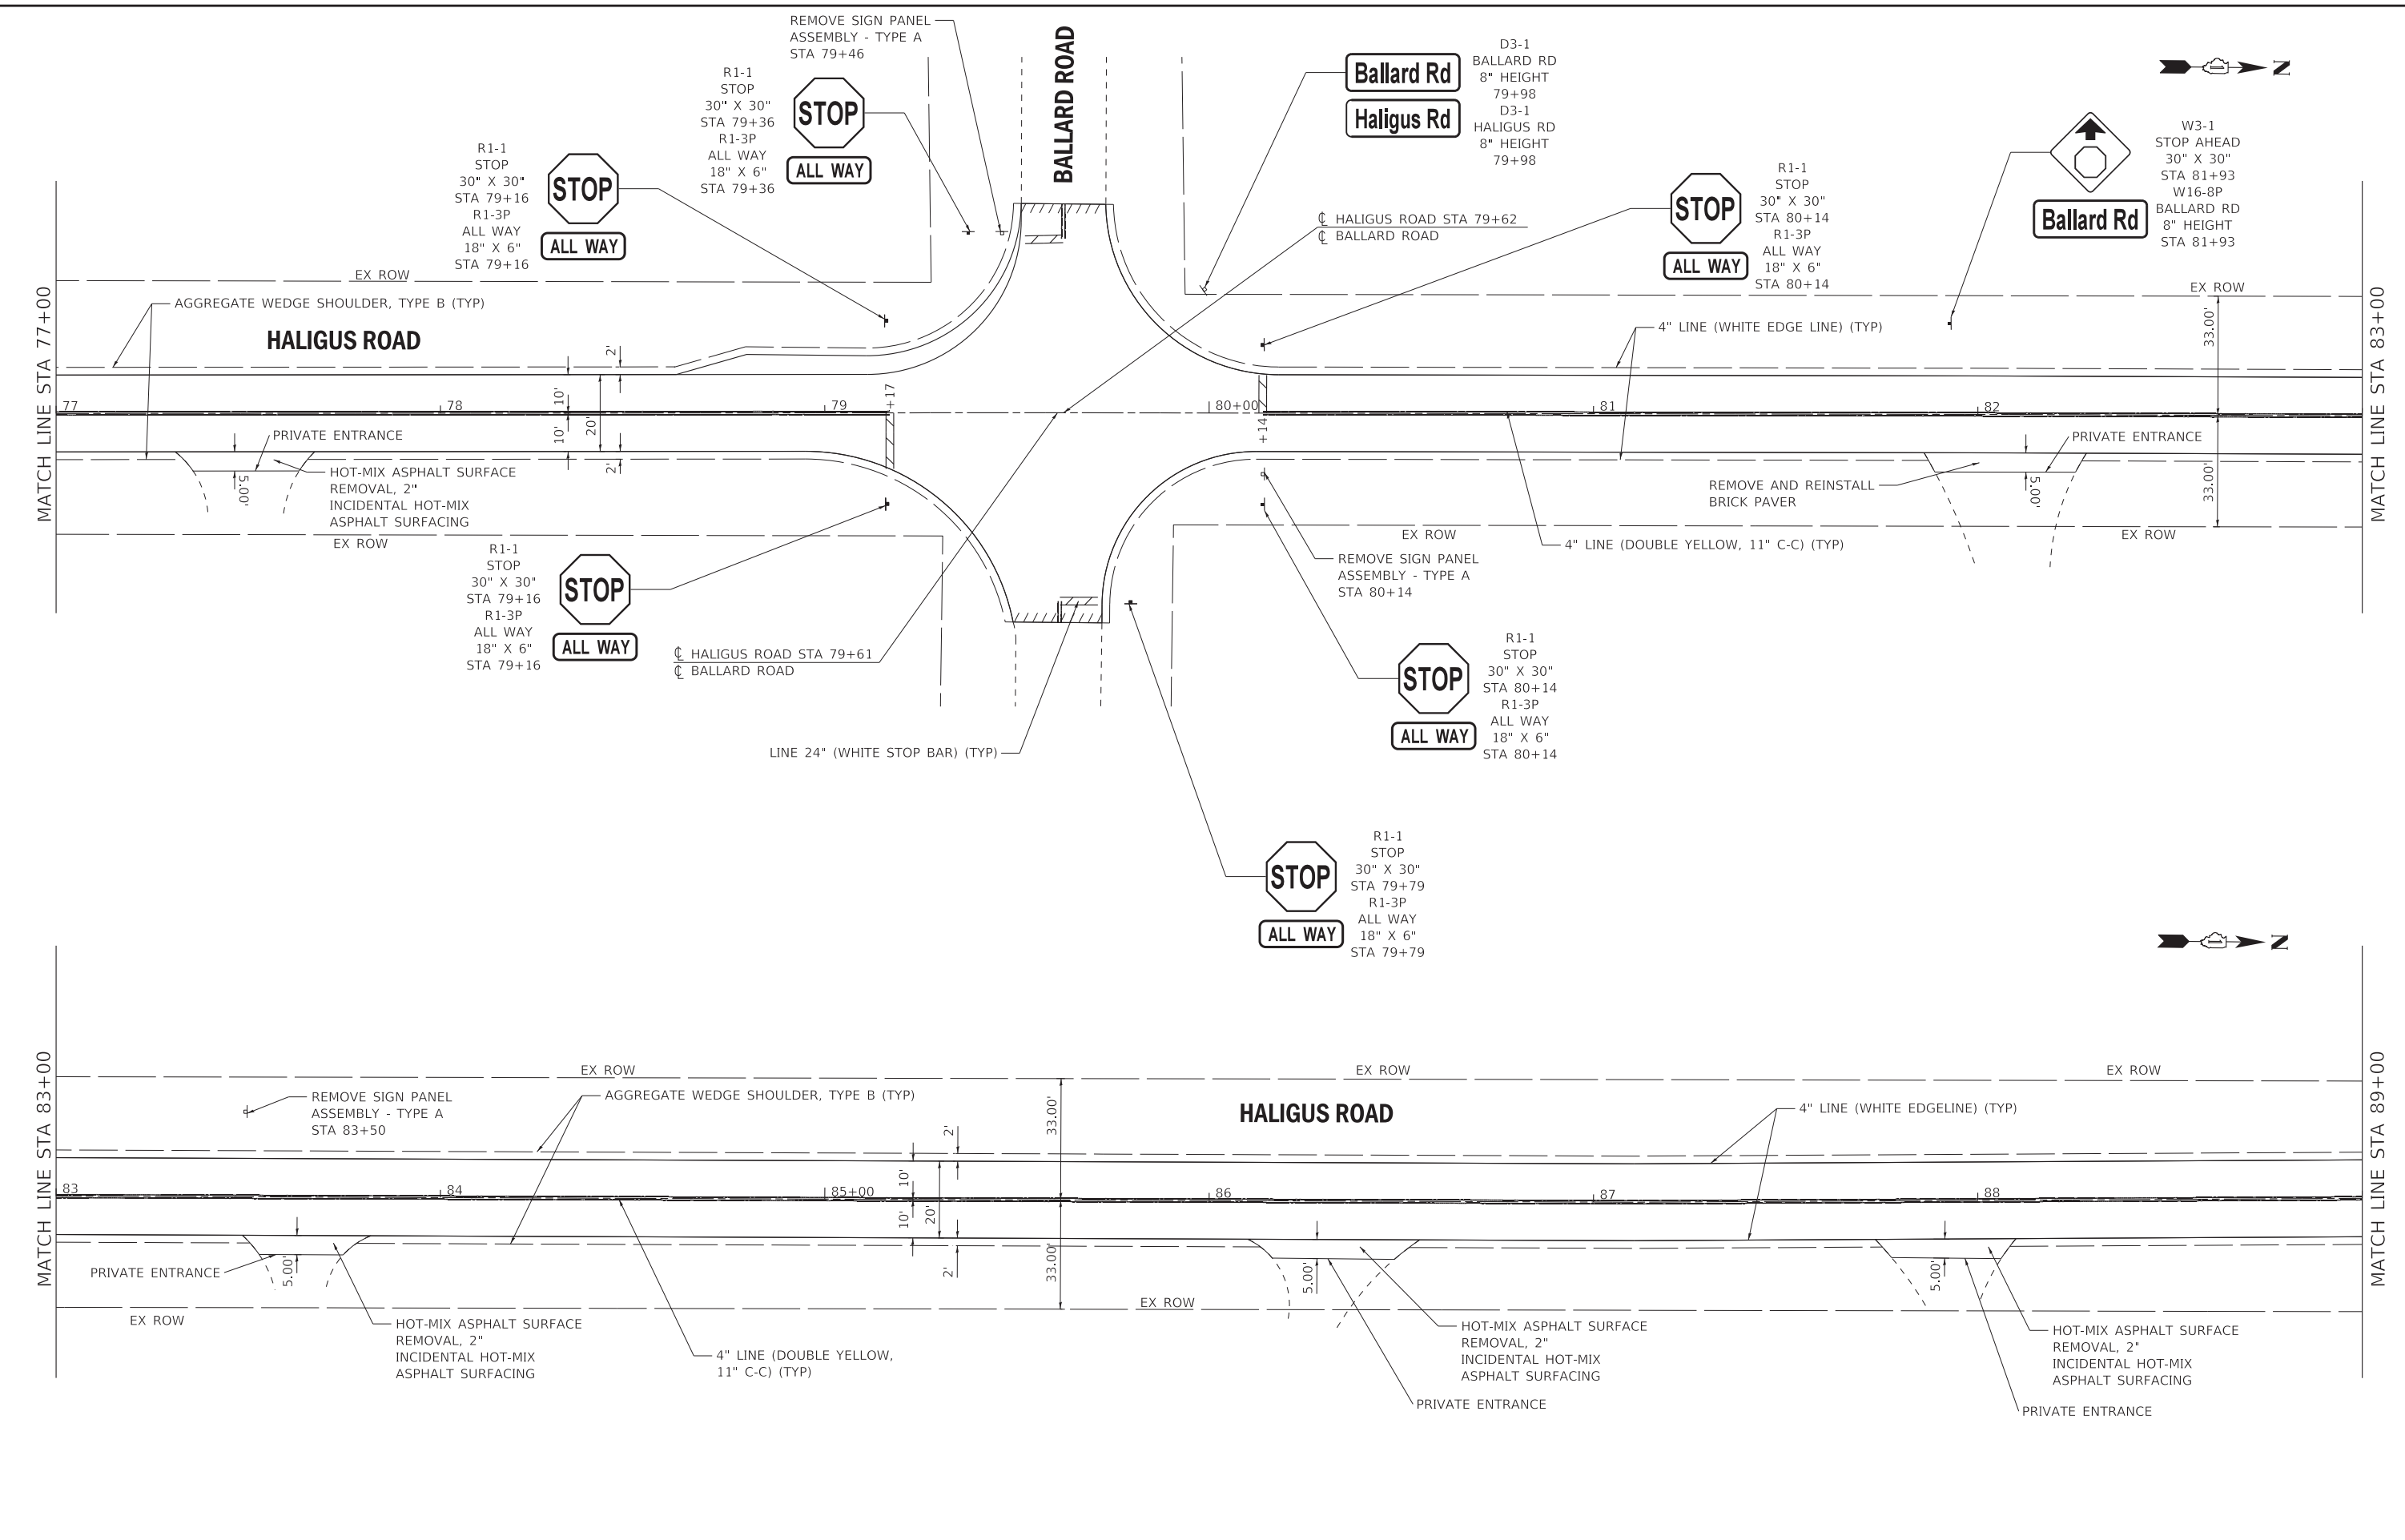 REMOVE SIGN PANEL
ASSEMBLY - TYPE A
STA 79+46
BALLARD ROAD
R1-1
STOP
30" X 30"
STA 79+36
R1-3P
ALL WAY
18" X 6"
STA 79+36
STOP
ALL WAY
R1-1
STOP
30" X 30"
STA 79+16
R1-3P
ALL WAY
18" X 6"
STA 79+16
STOP
ALL WAY
Ballard Rd
Haligus Rd
D3-1
BALLARD RD
8" HEIGHT
79+98
D3-1
HALIGUS RD
8" HEIGHT
79+98
℄ HALIGUS ROAD STA 79+62
℄ BALLARD ROAD
STOP
ALL WAY
R1-1
STOP
30" X 30"
STA 80+14
R1-3P
ALL WAY
18" X 6"
STA 80+14
N
Ballard Rd
W3-1
STOP AHEAD
30" X 30"
STA 81+93
W16-8P
BALLARD RD
8" HEIGHT
STA 81+93
MATCH LINE STA 77+00
EX ROW
AGGREGATE WEDGE SHOULDER, TYPE B (TYP)
HALIGUS ROAD
4" LINE (WHITE EDGE LINE) (TYP)
EX ROW
33.00'
MATCH LINE STA 83+00
2'
10'
20'
10'
2'
77
78
79
+17
80+00
+14
81
82
PRIVATE ENTRANCE
5.00'
HOT-MIX ASPHALT SURFACE
REMOVAL, 2"
INCIDENTAL HOT-MIX
ASPHALT SURFACING
EX ROW
PRIVATE ENTRANCE
REMOVE AND REINSTALL
BRICK PAVER
5.00'
33.00'
EX ROW
EX ROW
4" LINE (DOUBLE YELLOW, 11" C-C) (TYP)
REMOVE SIGN PANEL
ASSEMBLY - TYPE A
STA 80+14
R1-1
STOP
30" X 30"
STA 79+16
R1-3P
ALL WAY
18" X 6"
STA 79+16
STOP
ALL WAY
℄ HALIGUS ROAD STA 79+61
℄ BALLARD ROAD
STOP
ALL WAY
R1-1
STOP
30" X 30"
STA 80+14
R1-3P
ALL WAY
18" X 6"
STA 80+14
LINE 24" (WHITE STOP BAR) (TYP)
STOP
ALL WAY
R1-1
STOP
30" X 30"
STA 79+79
R1-3P
ALL WAY
18" X 6"
STA 79+79
N
MATCH LINE STA 83+00
EX ROW
EX ROW
EX ROW
REMOVE SIGN PANEL
ASSEMBLY - TYPE A
STA 83+50
AGGREGATE WEDGE SHOULDER, TYPE B (TYP)
33.00'
HALIGUS ROAD
4" LINE (WHITE EDGELINE) (TYP)
MATCH LINE STA 89+00
2'
10'
20'
10'
2'
83
84
85+00
86
87
88
33.00'
PRIVATE ENTRANCE
5.00'
5.00'
5.00'
EX ROW
EX ROW
HOT-MIX ASPHALT SURFACE
REMOVAL, 2"
INCIDENTAL HOT-MIX
ASPHALT SURFACING
4" LINE (DOUBLE YELLOW,
11" C-C) (TYP)
HOT-MIX ASPHALT SURFACE
REMOVAL, 2"
INCIDENTAL HOT-MIX
ASPHALT SURFACING
PRIVATE ENTRANCE
HOT-MIX ASPHALT SURFACE
REMOVAL, 2"
INCIDENTAL HOT-MIX
ASPHALT SURFACING
PRIVATE ENTRANCE